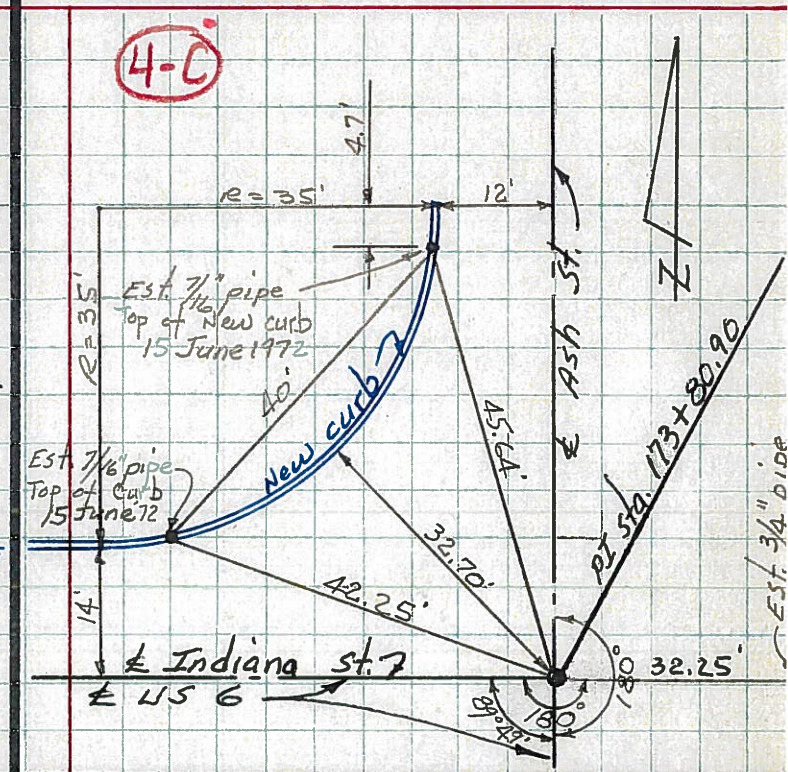 4-C
4.7'
R = 35'
12'
Est. 7/16" pipe
Top of New curb
15 June 1972
R = 35'
40'
New curb
℄ Ash St.
45.64'
PI Sta. 173+80.90
Est. 7/16" pipe
Top of Curb
15 June '72
32.70'
42.25'
14'
Est. 3/4" pipe
℄ Indiana St.
℄ US 6
32.25'
180°
180°
89°49'
N